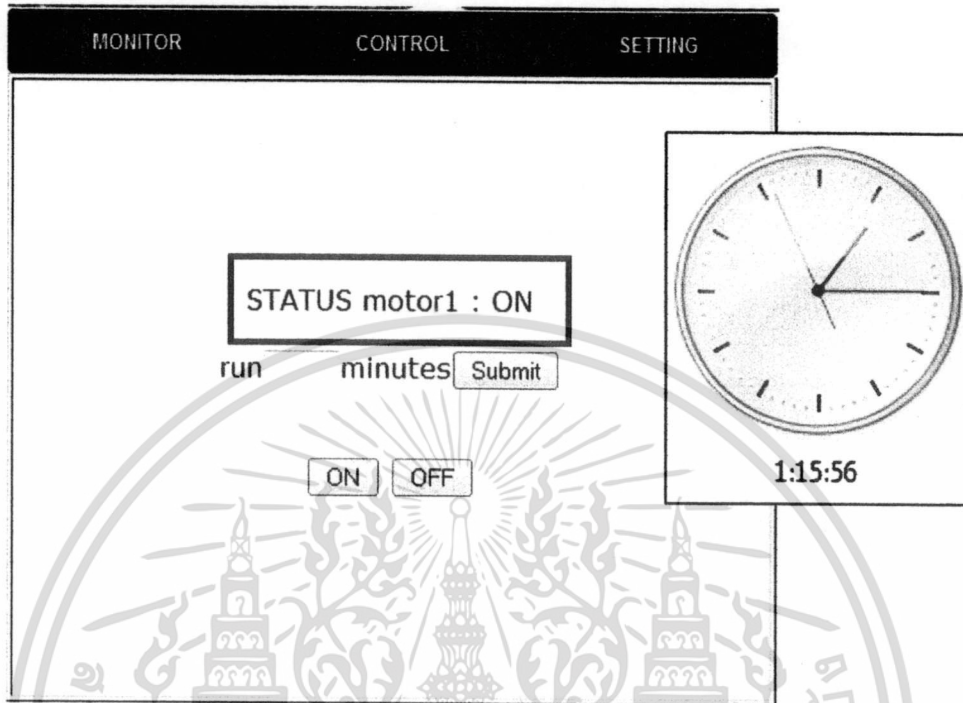 MONITOR CONTROL SETTING
STATUS motor1 : ON
run minutes Submit
ON OFF
1:15:56